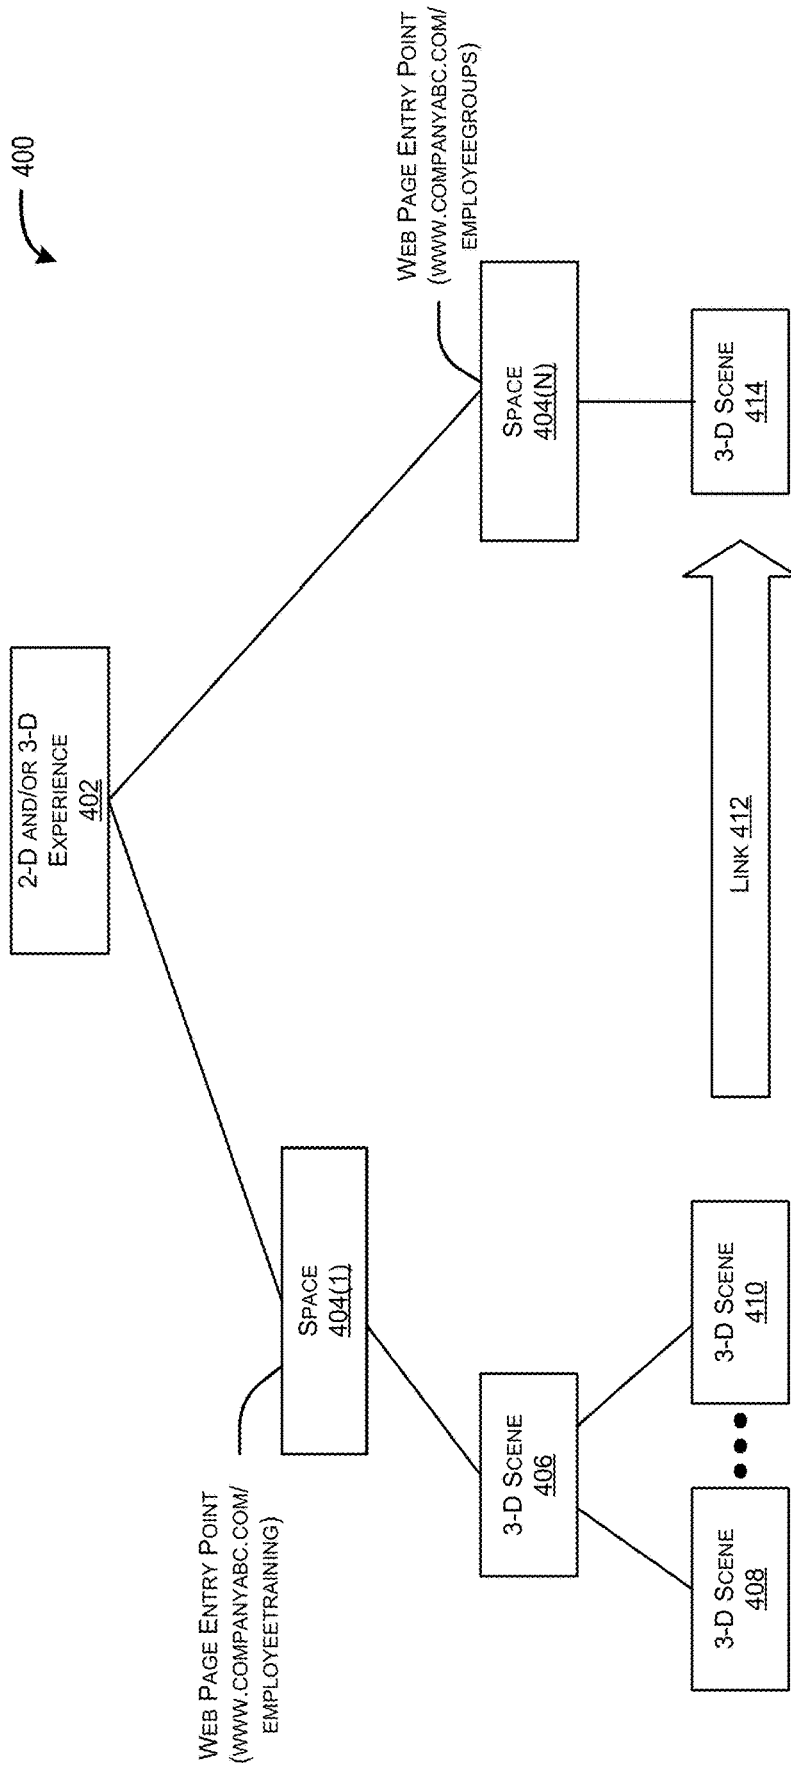 400
2-D AND/OR 3-D
EXPERIENCE
402
WEB PAGE ENTRY POINT
(WWW.COMPANYABC.COM/
EMPLOYEETRAINING)
SPACE
404(1)
WEB PAGE ENTRY POINT
(WWW.COMPANYABC.COM/
EMPLOYEEGROUPS)
SPACE
404(N)
3-D SCENE
406
3-D SCENE
408
3-D SCENE
410
LINK 412
3-D SCENE
414